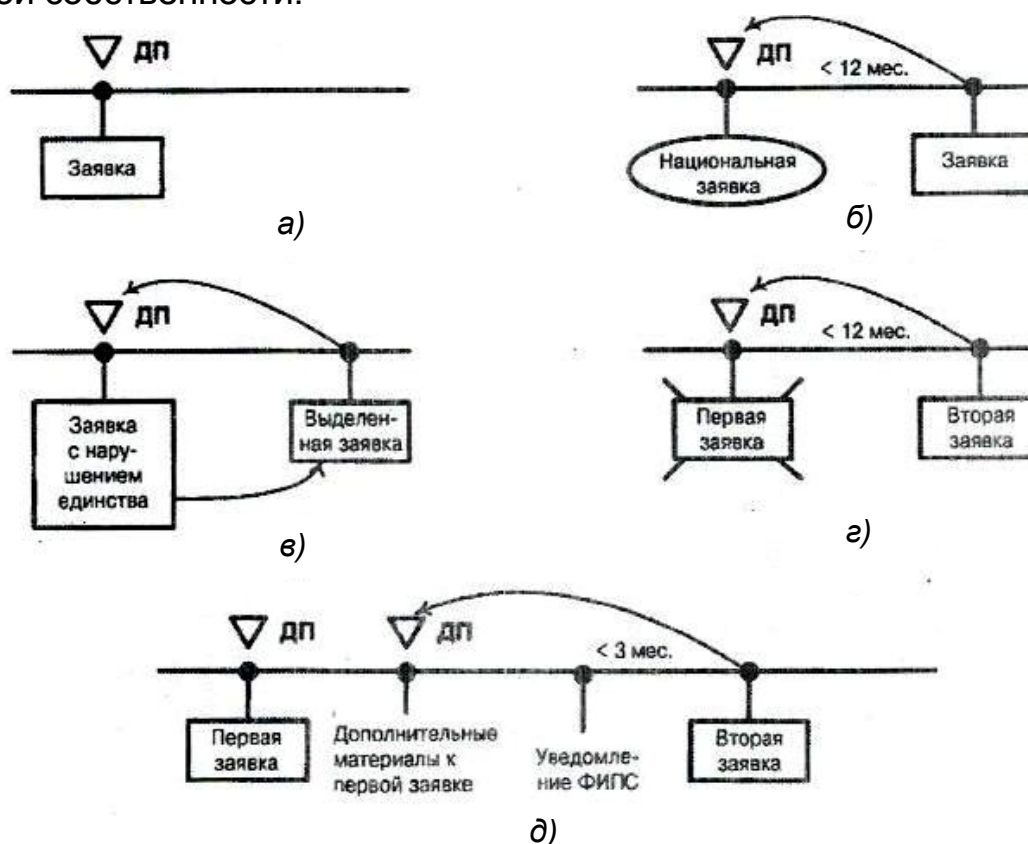 ой собственности.
ДП
Заявка
а)
ДП
< 12 мес.
Национальная
заявка
Заявка
б)
ДП
Заявка
с нару-
шением
единства
Выделен-
ная заявка
в)
ДП
< 12 мес.
Первая
заявка
Вторая
заявка
г)
ДП
ДП
< 3 мес.
Первая
заявка
Дополнительные
материалы к
первой заявке
Уведомле-
ние ФИПС
Вторая
заявка
д)